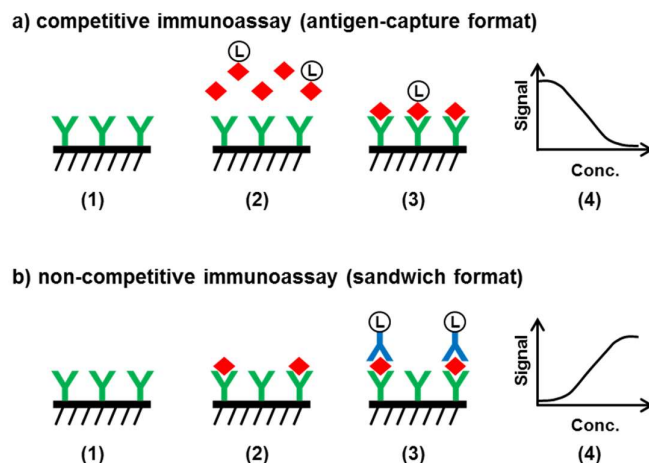 a) competitive immunoassay (antigen-capture format)
L
L
L
Signal
Conc.
(1) (2) (3) (4)
b) non-competitive immunoassay (sandwich format)
L L
Signal
Conc.
(1) (2) (3) (4)